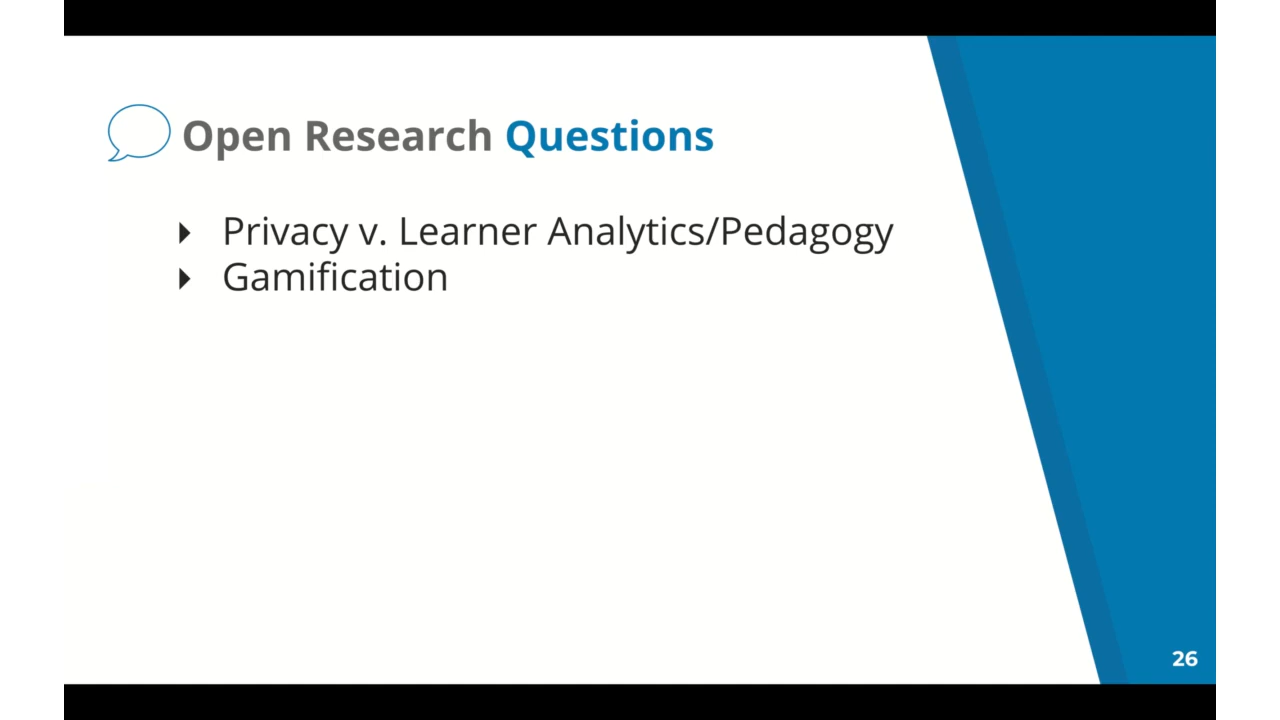 Open Research Questions
Privacy v. Learner Analytics/Pedagogy
Gamification
26